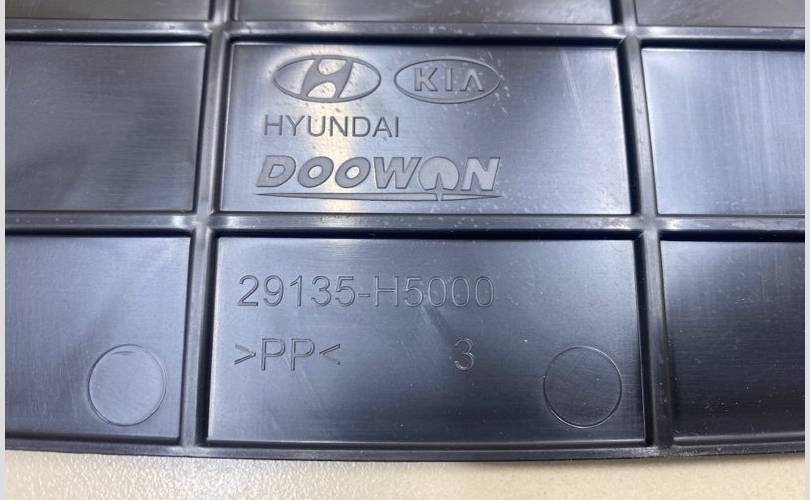 H KIA
HYUNDAI
DOOWON
29135-H5000
>PP< 3